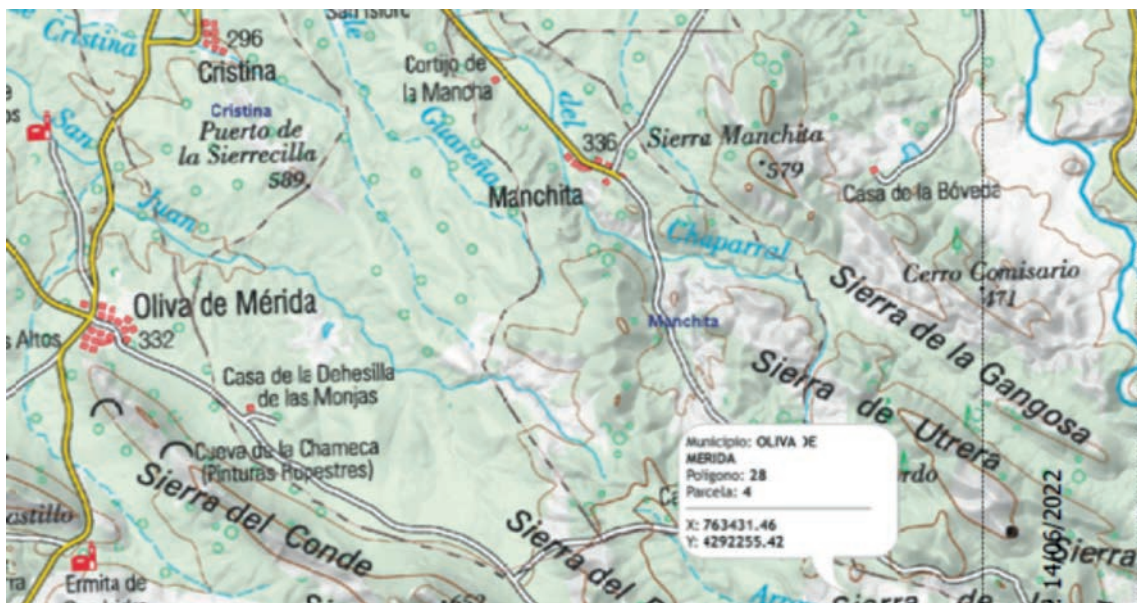 Cristina
296
Cristina
Cristina
Puerto de
la Sierrecilla
589
San
Juan
Guareña
Cortijo de
la Mancha
del
336
Manchita
Sierra Manchita
579
Casa de la Bóveda
Chaparral
Cerro Comisario
471
Sierra de la Gangosa
Manchita
Sierra de Utrera
Oliva de Mérida
332
Altos
Casa de la Dehesilla
de las Monjas
Cueva de la Chameca
(Pinturas Rupestres)
Sierra del Conde
Sierra del
Ermita de
Municipio: OLIVA DE
MERIDA
Polígono: 28
Parcela: 4
X: 763431.46
Y: 4292255.42
14/06/2022
Sierra
Sierra de